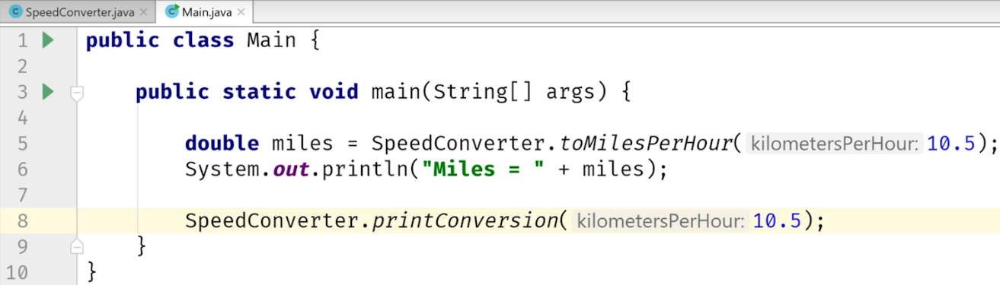 SpeedConverter.java Main.java
1 public class Main {
2
3 public static void main(String[] args) {
4
5 double miles = SpeedConverter.toMilesPerHour( kilometersPerHour: 10.5);
6 System.out.println("Miles = " + miles);
7
8 SpeedConverter.printConversion( kilometersPerHour: 10.5);
9 }
10 }